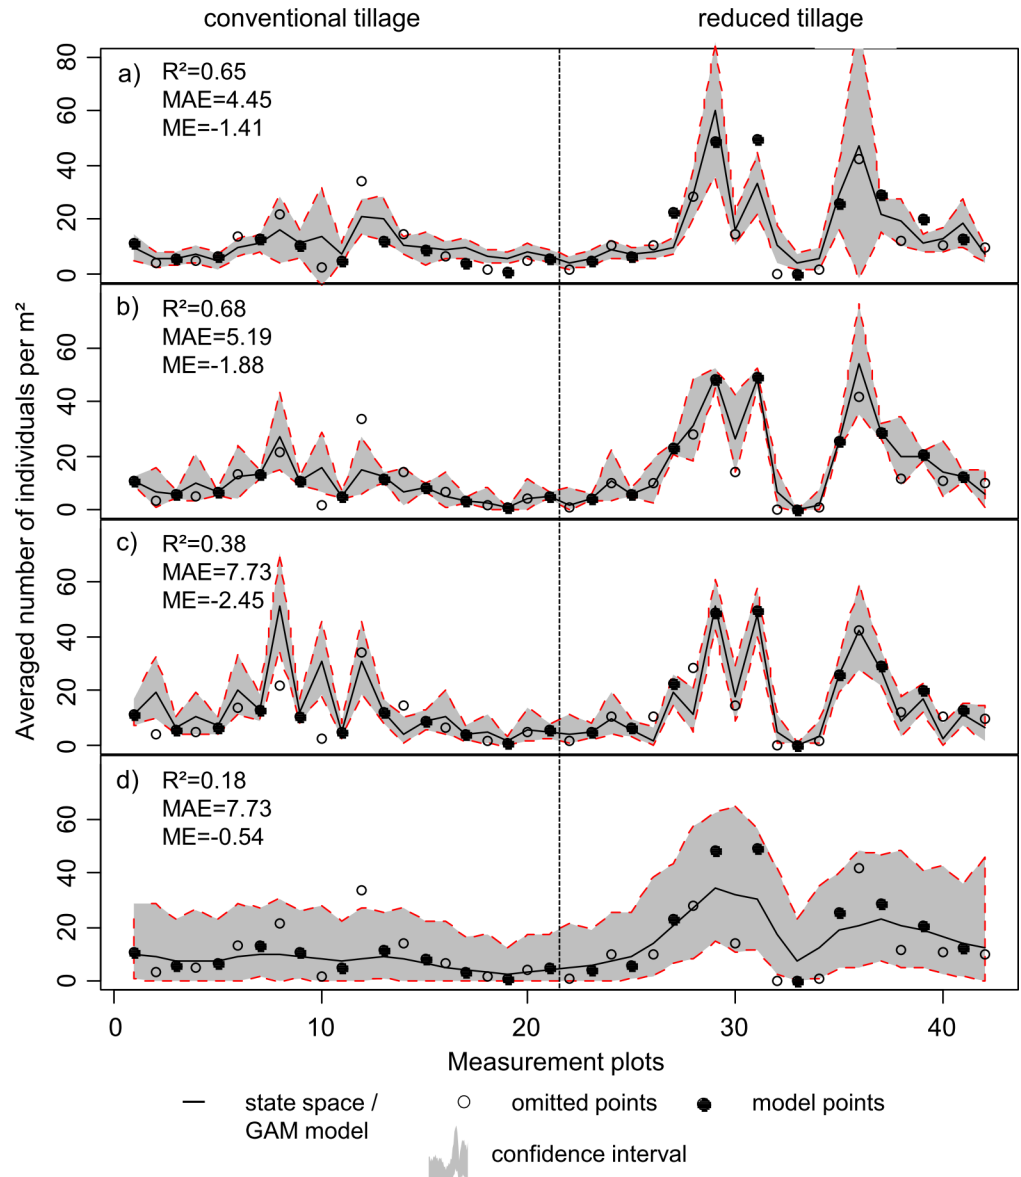 conventional tillage reduced tillage
Averaged number of individuals per m²
a) R²=0.65
MAE=4.45
ME=-1.41
80
60
40
20
0
b) R²=0.68
MAE=5.19
ME=-1.88
60
40
20
0
c) R²=0.38
MAE=7.73
ME=-2.45
60
40
20
0
d) R²=0.18
MAE=7.73
ME=-0.54
60
40
20
0
0 10 20 30 40
Measurement plots
state space / omitted points model points
GAM model
confidence interval